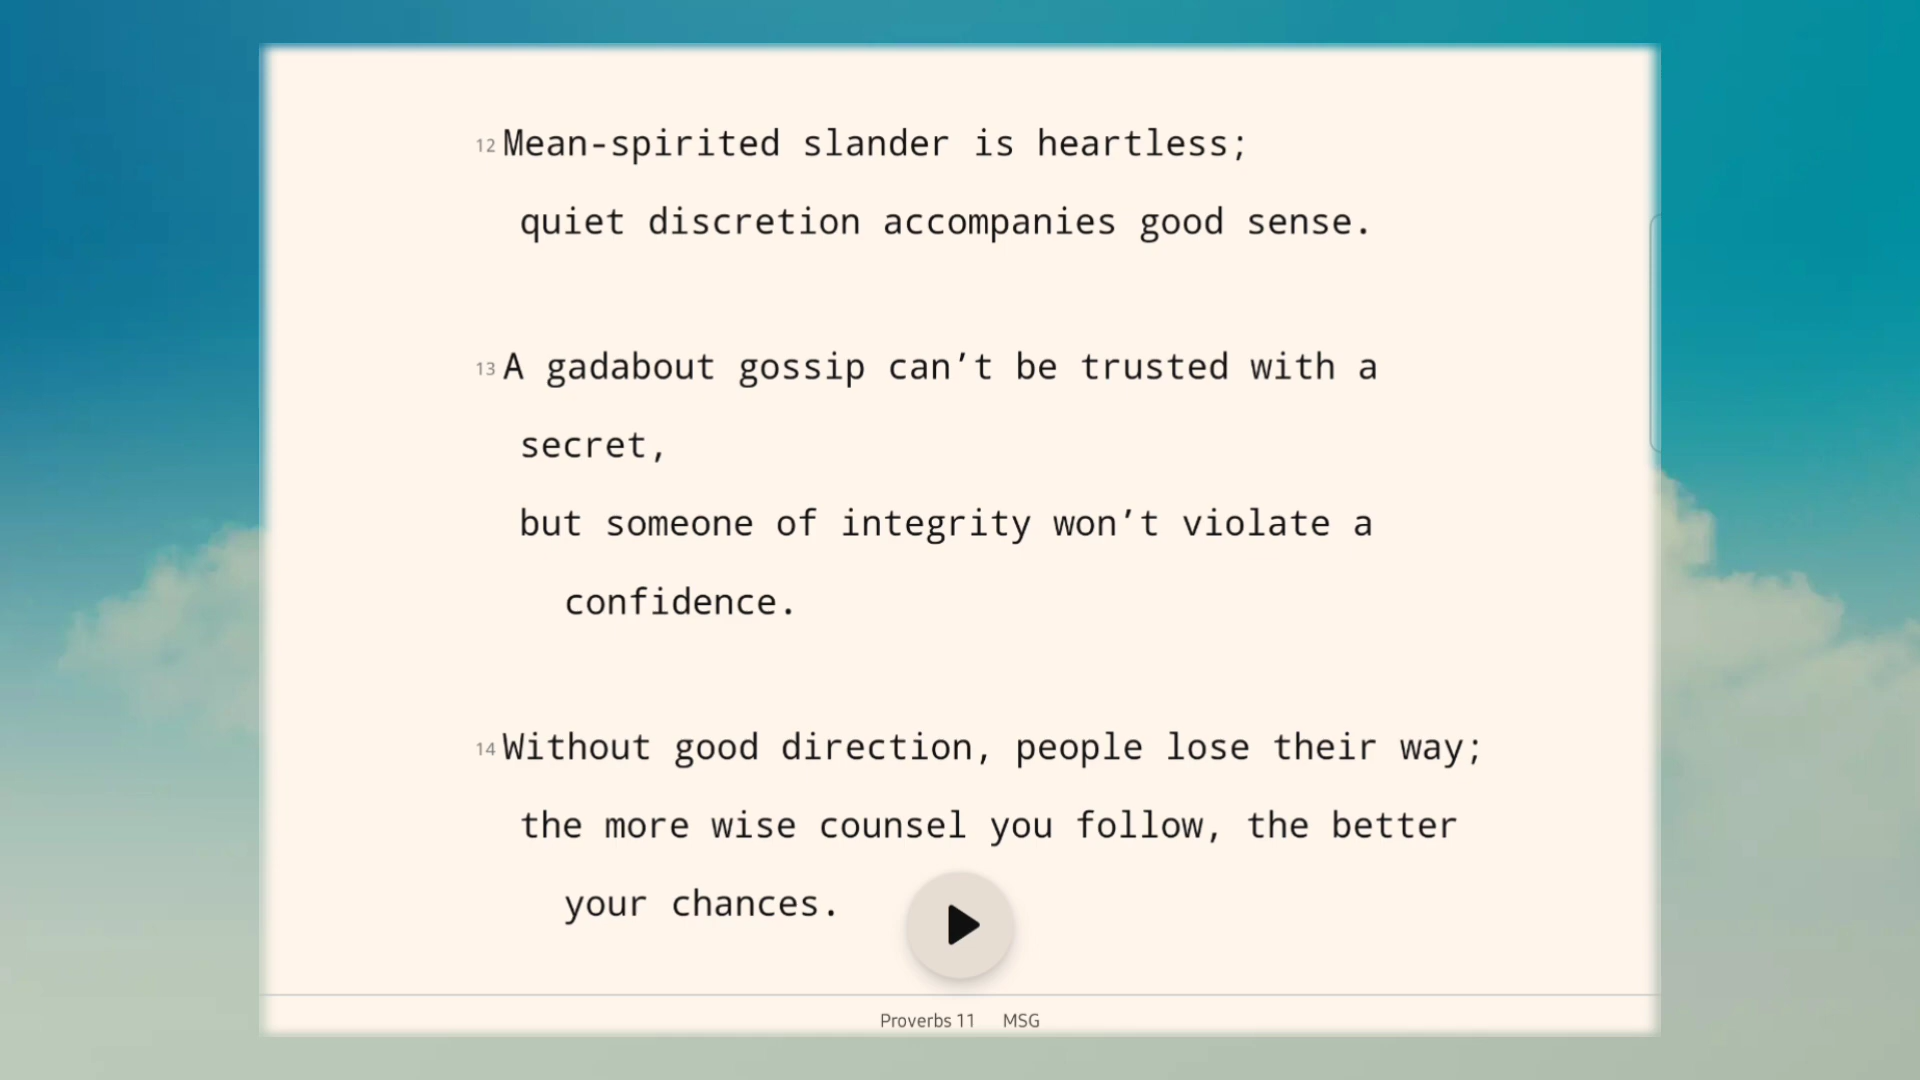 12 Mean-spirited slander is heartless;
quiet discretion accompanies good sense.
13 A gadabout gossip can’t be trusted with a
secret,
but someone of integrity won’t violate a
confidence.
14 Without good direction, people lose their way;
the more wise counsel you follow, the better
your chances.
Proverbs 11 MSG